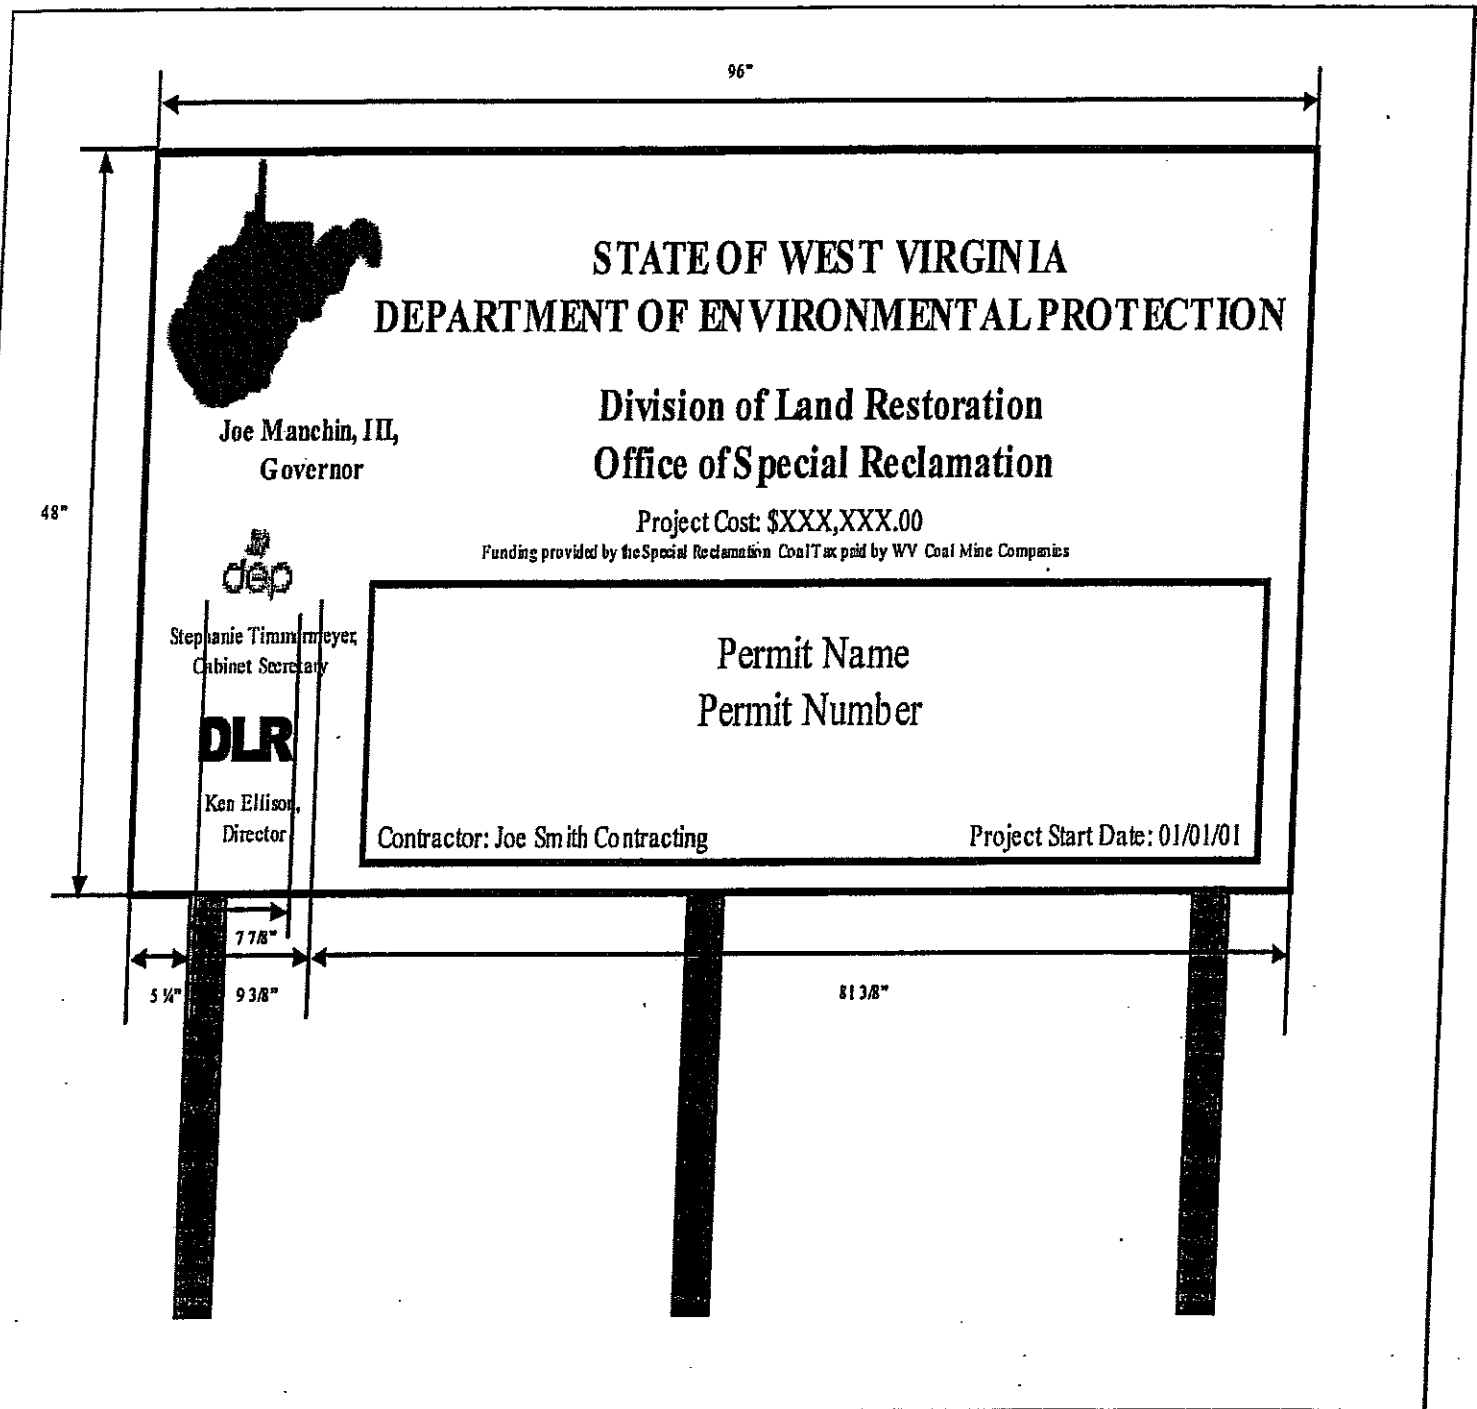 96"
STATE OF WEST VIRGINIA
DEPARTMENT OF ENVIRONMENTAL PROTECTION
Division of Land Restoration
Office of Special Reclamation
Project Cost: $XXX,XXX.00
Funding provided by the Special Reclamation Coal Tax paid by WV Coal Mine Companies
Joe Manchin, III,
Governor
48"
dep
Stephanie Timmermeyer,
Cabinet Secretary
DLR
Ken Ellison,
Director
Permit Name
Permit Number
Contractor: Joe Smith Contracting
Project Start Date: 01/01/01
7 7/8"
5 ¼"
9 3/8"
81 3/8"